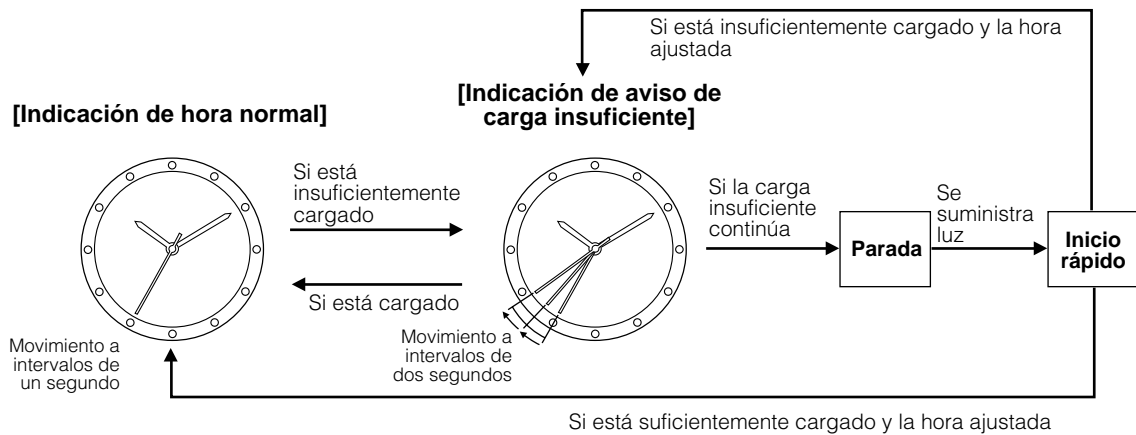 Si está insuficientemente cargado y la hora
ajustada
[Indicación de hora normal]
[Indicación de aviso de
carga insuficiente]
Si está
insuficientemente
cargado
Si está cargado
Si la carga
insuficiente
continúa
Parada
Se
suministra
luz
Inicio
rápido
Movimiento a
intervalos de
un segundo
Movimiento a
intervalos de
dos segundos
Si está suficientemente cargado y la hora ajustada